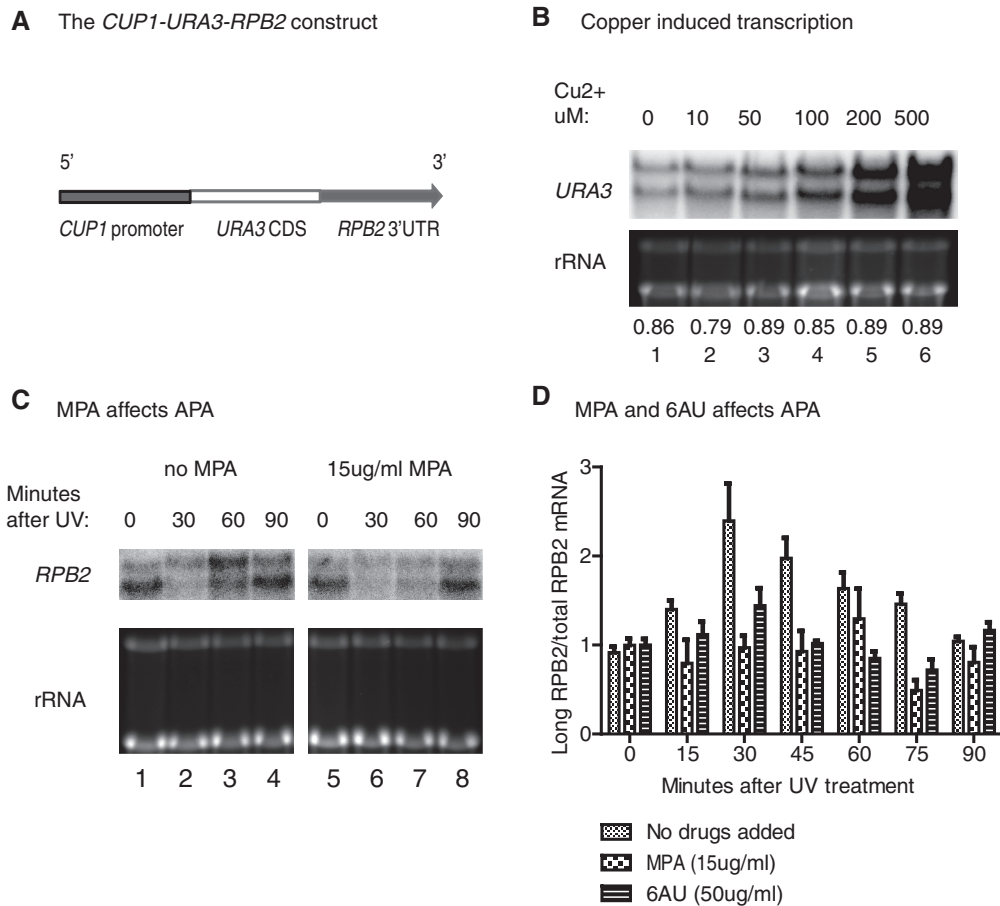 A The CUP1-URA3-RPB2 construct
5’ 3’
CUP1 promoter URA3 CDS RPB2 3’UTR
B Copper induced transcription
Cu2+
uM: 0 10 50 100 200 500
URA3
rRNA
0.86 0.79 0.89 0.85 0.89 0.89
1 2 3 4 5 6
C MPA affects APA
no MPA 15ug/ml MPA
Minutes
after UV: 0 30 60 90 0 30 60 90
RPB2
rRNA
1 2 3 4 5 6 7 8
D MPA and 6AU affects APA
Long RPB2/total RPB2 mRNA
3
2
1
0
0 15 30 45 60 75 90
Minutes after UV treatment
No drugs added
MPA (15ug/ml)
6AU (50ug/ml)